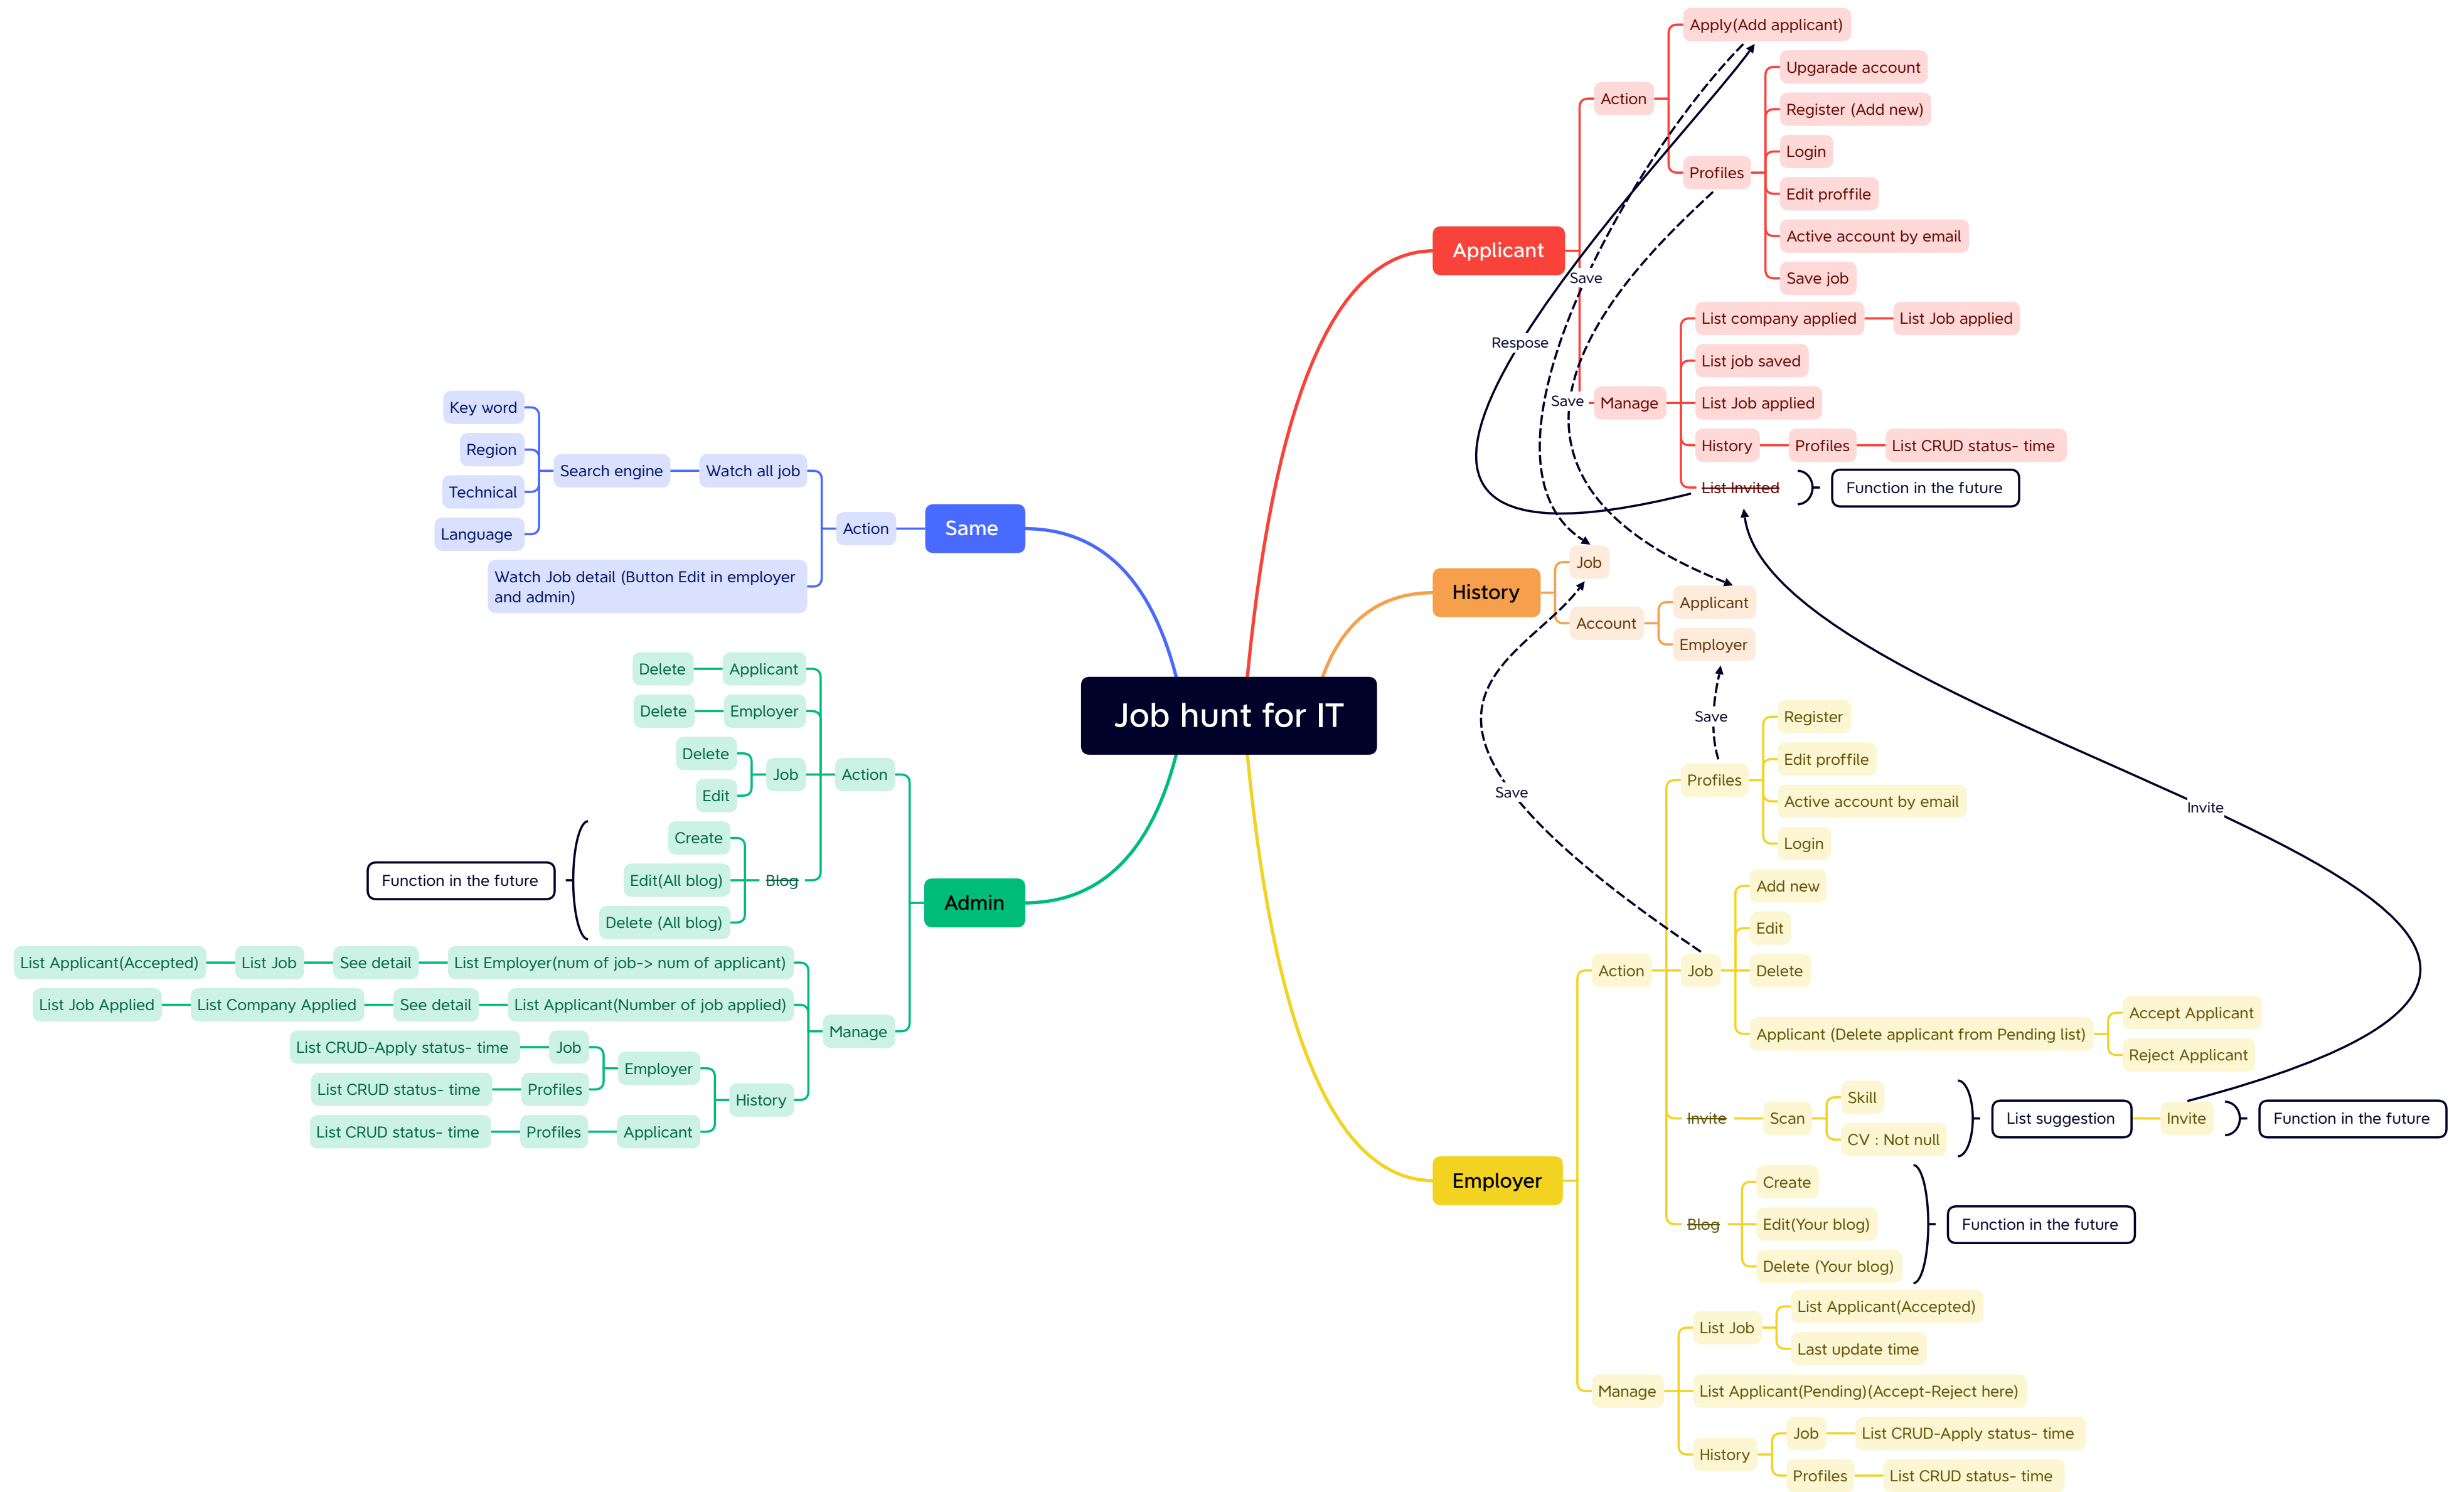 Job hunt for IT
Applicant
Action
Apply(Add applicant)
Profiles
Upgarade account
Register (Add new)
Login
Edit proffile
Active account by email
Save job
Manage
List company applied
List Job applied
List job saved
List Job applied
History
Profiles
List CRUD status- time
List Invited
Function in the future
Save
Respose
Save
History
Job
Account
Applicant
Employer
Save
Save
Invite
Employer
Action
Profiles
Register
Edit proffile
Active account by email
Login
Job
Add new
Edit
Delete
Applicant (Delete applicant from Pending list)
Accept Applicant
Reject Applicant
Invite
Scan
Skill
CV : Not null
List suggestion
Invite
Function in the future
Blog
Create
Edit(Your blog)
Delete (Your blog)
Function in the future
Manage
List Job
List Applicant(Accepted)
Last update time
List Applicant(Pending)(Accept-Reject here)
History
Job
List CRUD-Apply status- time
Profiles
List CRUD status- time
Same
Action
Watch all job
Search engine
Key word
Region
Technical
Language
Watch Job detail (Button Edit in employer
and admin)
Admin
Action
Applicant
Delete
Employer
Delete
Job
Delete
Edit
Blog
Create
Edit(All blog)
Delete (All blog)
Function in the future
Manage
List Employer(num of job-> num of applicant)
See detail
List Job
List Applicant(Accepted)
List Applicant(Number of job applied)
See detail
List Company Applied
List Job Applied
History
Employer
Job
List CRUD-Apply status- time
Profiles
List CRUD status- time
Applicant
Profiles
List CRUD status- time